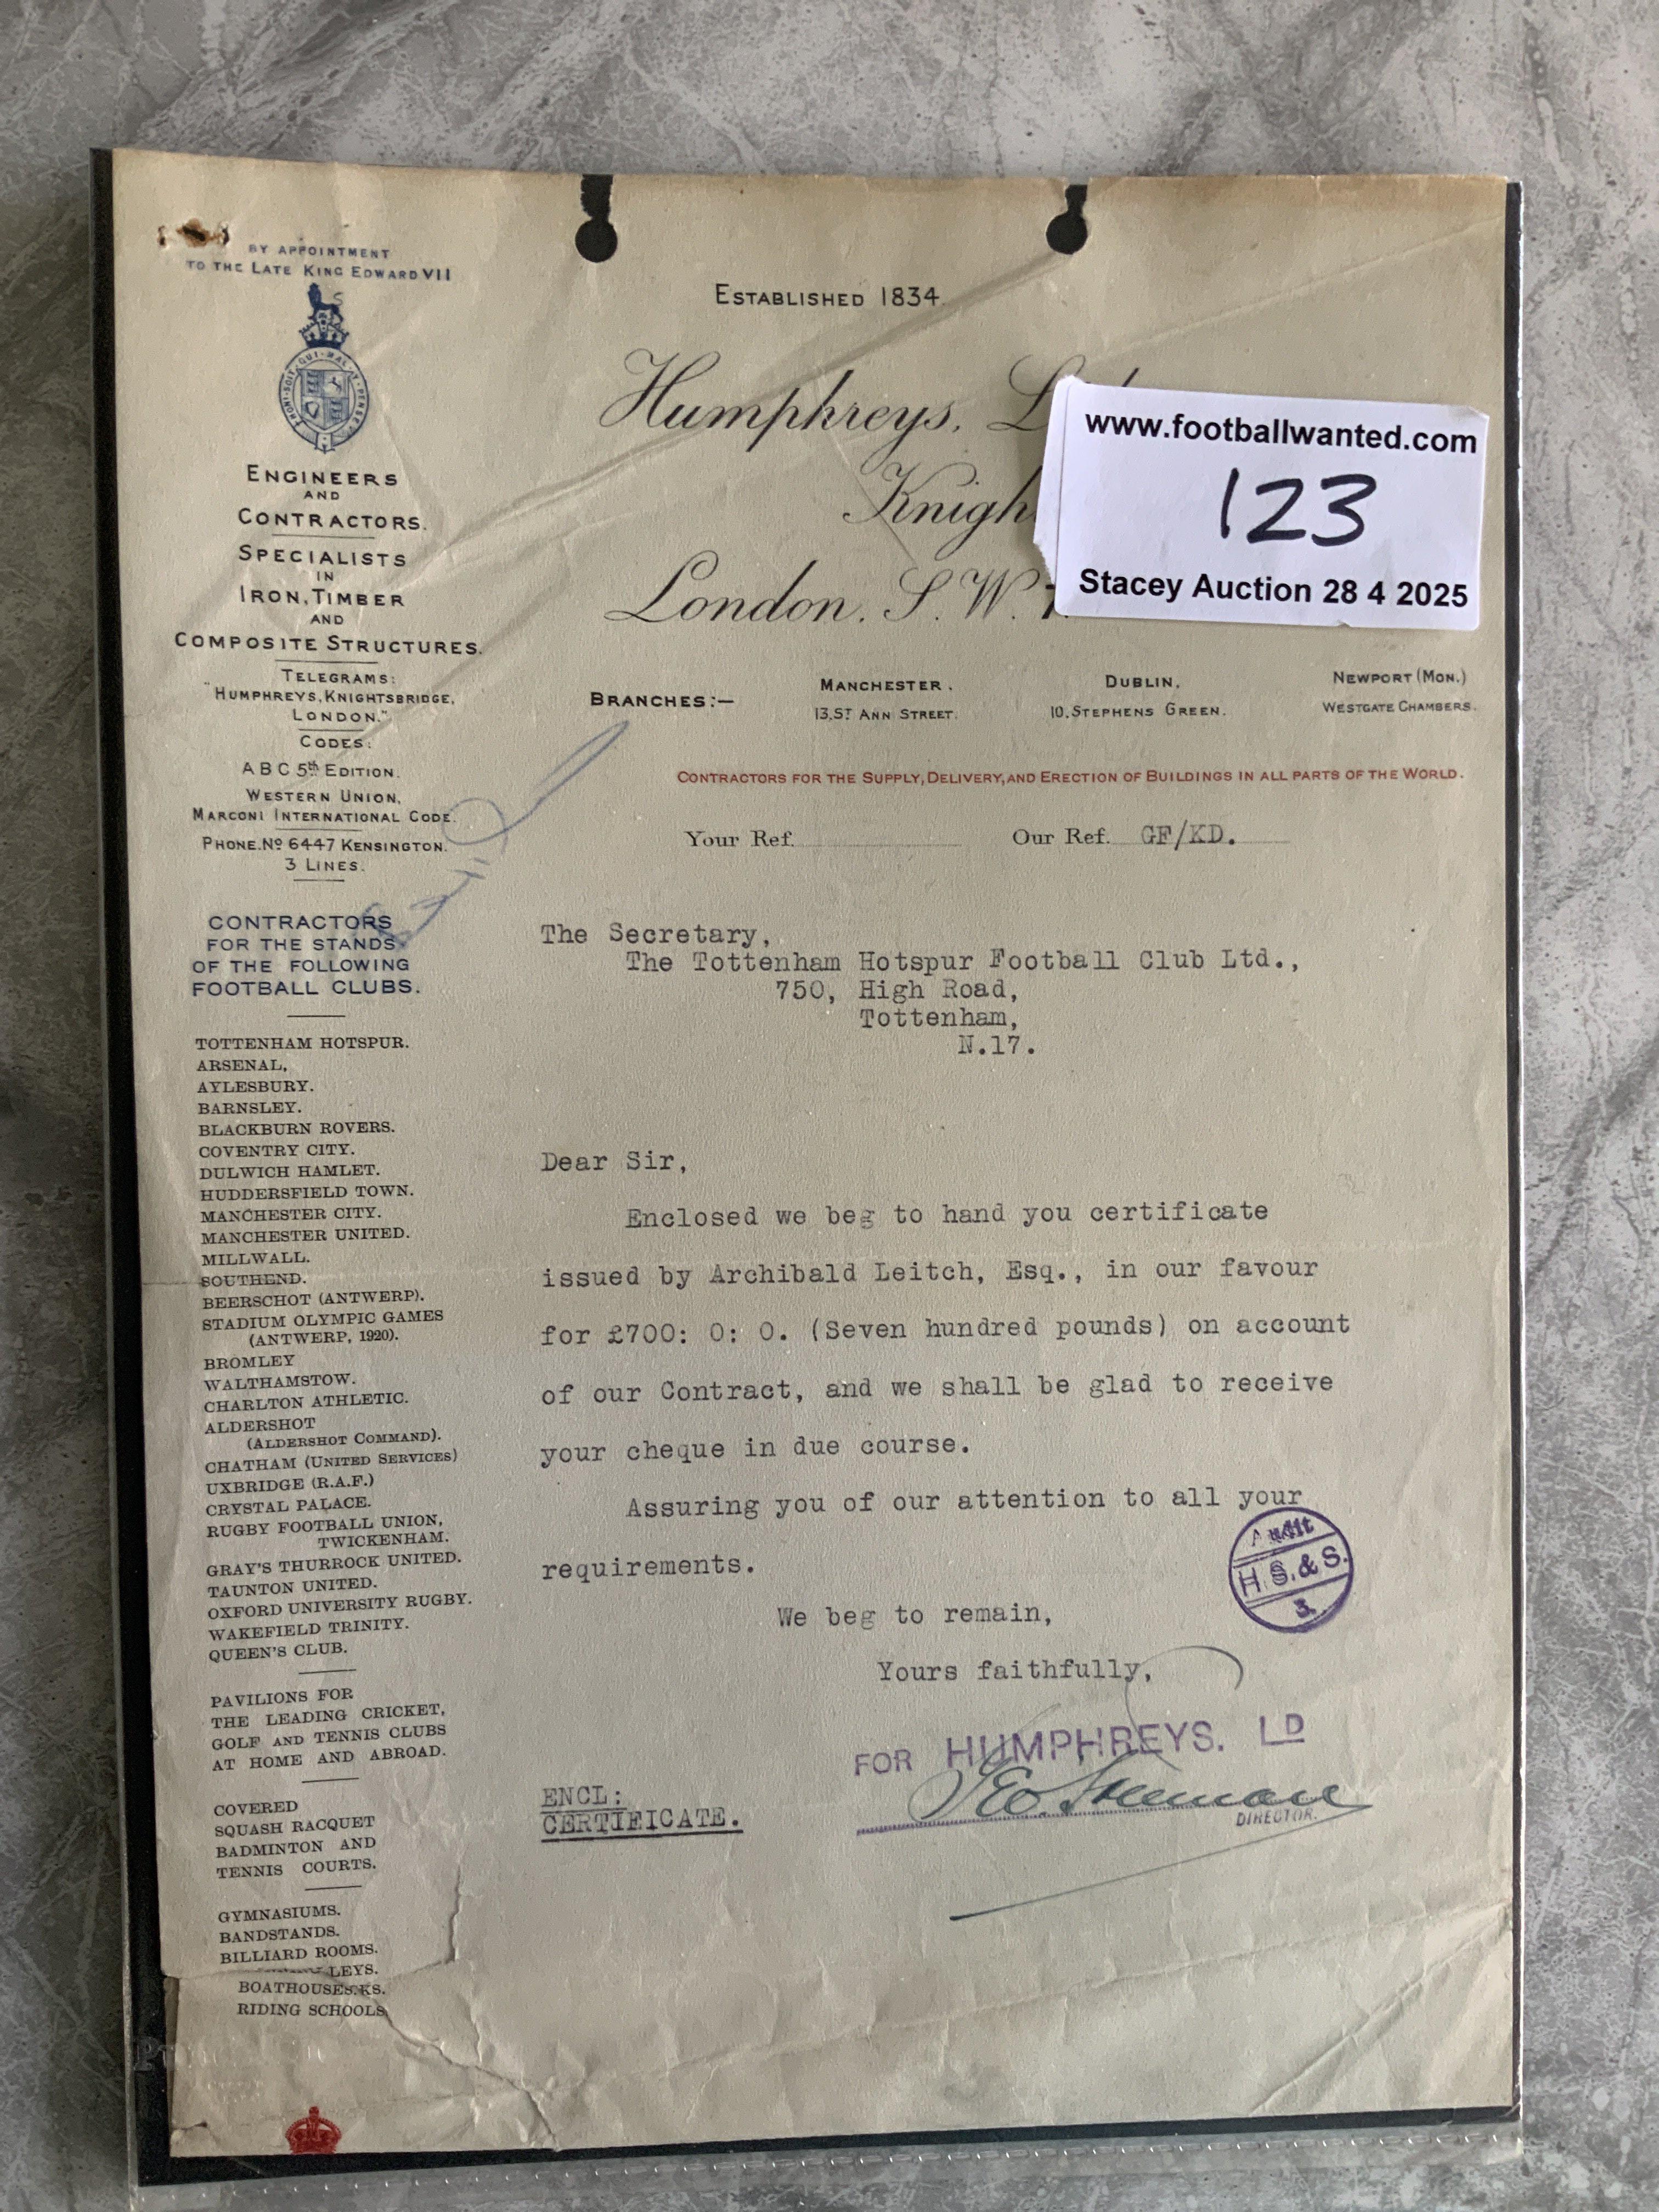 BY APPOINTMENT
TO THE LATE KING EDWARD VII
HONI·SOIT·QUI·MAL·Y·PENSE
ENGINEERS
AND
CONTRACTORS.
SPECIALISTS
IN
IRON, TIMBER
AND
COMPOSITE STRUCTURES.
TELEGRAMS:
"HUMPHREYS, KNIGHTSBRIDGE,
LONDON."
CODES:
A B C 5th EDITION.
WESTERN UNION,
MARCONI INTERNATIONAL CODE.
PHONE. No 6447 KENSINGTON.
3 LINES.
CONTRACTORS
FOR THE STANDS
OF THE FOLLOWING
FOOTBALL CLUBS.
TOTTENHAM HOTSPUR.
ARSENAL,
AYLESBURY.
BARNSLEY.
BLACKBURN ROVERS.
COVENTRY CITY.
DULWICH HAMLET.
HUDDERSFIELD TOWN.
MANCHESTER CITY.
MANCHESTER UNITED.
MILLWALL.
SOUTHEND.
BEERSCHOT (ANTWERP).
STADIUM OLYMPIC GAMES
(ANTWERP, 1920).
BROMLEY
WALTHAMSTOW.
CHARLTON ATHLETIC.
ALDERSHOT
(ALDERSHOT COMMAND).
CHATHAM (UNITED SERVICES)
UXBRIDGE (R.A.F.)
CRYSTAL PALACE.
RUGBY FOOTBALL UNION,
TWICKENHAM.
GRAY'S THURROCK UNITED.
TAUNTON UNITED.
OXFORD UNIVERSITY RUGBY.
WAKEFIELD TRINITY.
QUEEN'S CLUB.
PAVILIONS FOR
THE LEADING CRICKET,
GOLF AND TENNIS CLUBS
AT HOME AND ABROAD.
COVERED
SQUASH RACQUET
BADMINTON AND
TENNIS COURTS.
GYMNASIUMS.
BANDSTANDS.
BILLIARD ROOMS.
LEYS.
BOATHOUSES.KS.
RIDING SCHOOLS
ESTABLISHED 1834.
Humphreys, L
Knigh
London, S.W.
www.footballwanted.com
123
Stacey Auction 28 4 2025
BRANCHES:—
MANCHESTER,
13, ST ANN STREET.
DUBLIN,
10, STEPHENS GREEN.
NEWPORT (MON.)
WESTGATE CHAMBERS.
CONTRACTORS FOR THE SUPPLY, DELIVERY, AND ERECTION OF BUILDINGS IN ALL PARTS OF THE WORLD.
Your Ref. Our Ref. GF/KD.
The Secretary,
The Tottenham Hotspur Football Club Ltd.,
750, High Road,
Tottenham,
N.17.
Dear Sir,
Enclosed we beg to hand you certificate
issued by Archibald Leitch, Esq., in our favour
for £700: 0: 0. (Seven hundred pounds) on account
of our Contract, and we shall be glad to receive
your cheque in due course.
Assuring you of our attention to all your
requirements.
Audit
H.S.&S.
3.
We beg to remain,
Yours faithfully,
FOR HUMPHREYS. LD
DIRECTOR.
ENCL:
CERTIFICATE.